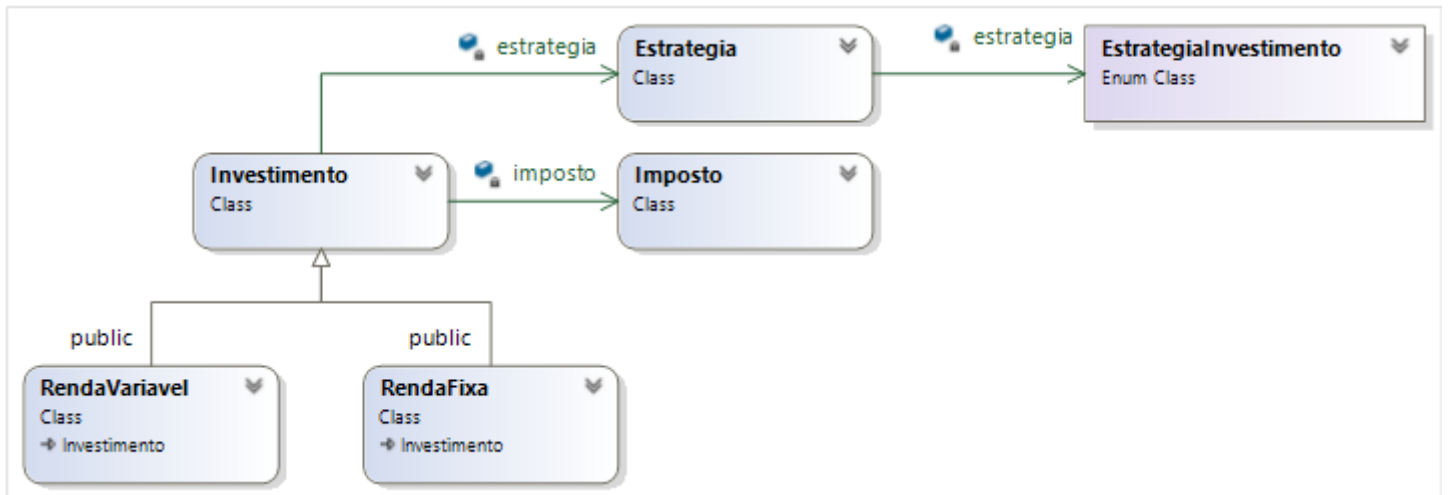 estrategia
Estrategia
Class
estrategia
EstrategiaInvestimento
Enum Class
Investimento
Class
imposto
Imposto
Class
public
public
RendaVariavel
Class
Investimento
RendaFixa
Class
Investimento